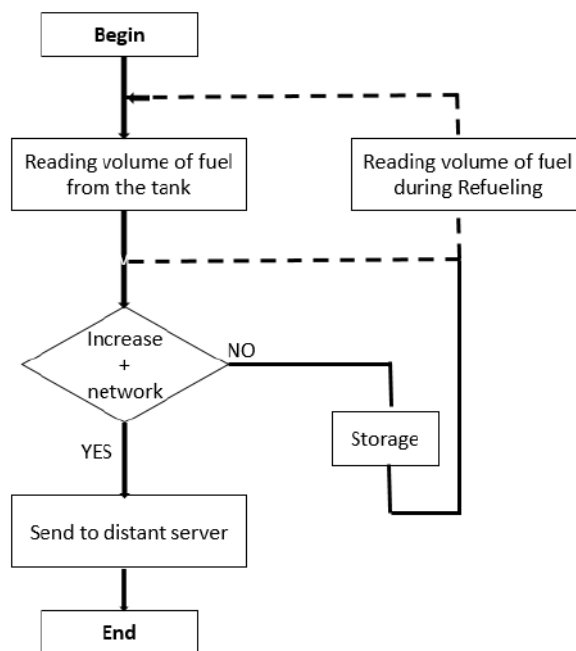 Begin
Reading volume of fuel
from the tank
Reading volume of fuel
during Refueling
Increase
+
network
NO
Storage
YES
Send to distant server
End